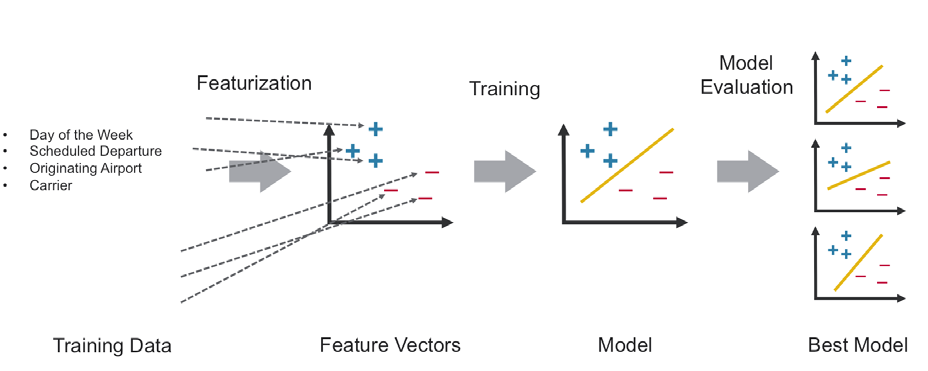 Featurization
Training
Model
Evaluation
• Day of the Week
• Scheduled Departure
• Originating Airport
• Carrier
Training Data
Feature Vectors
Model
Best Model